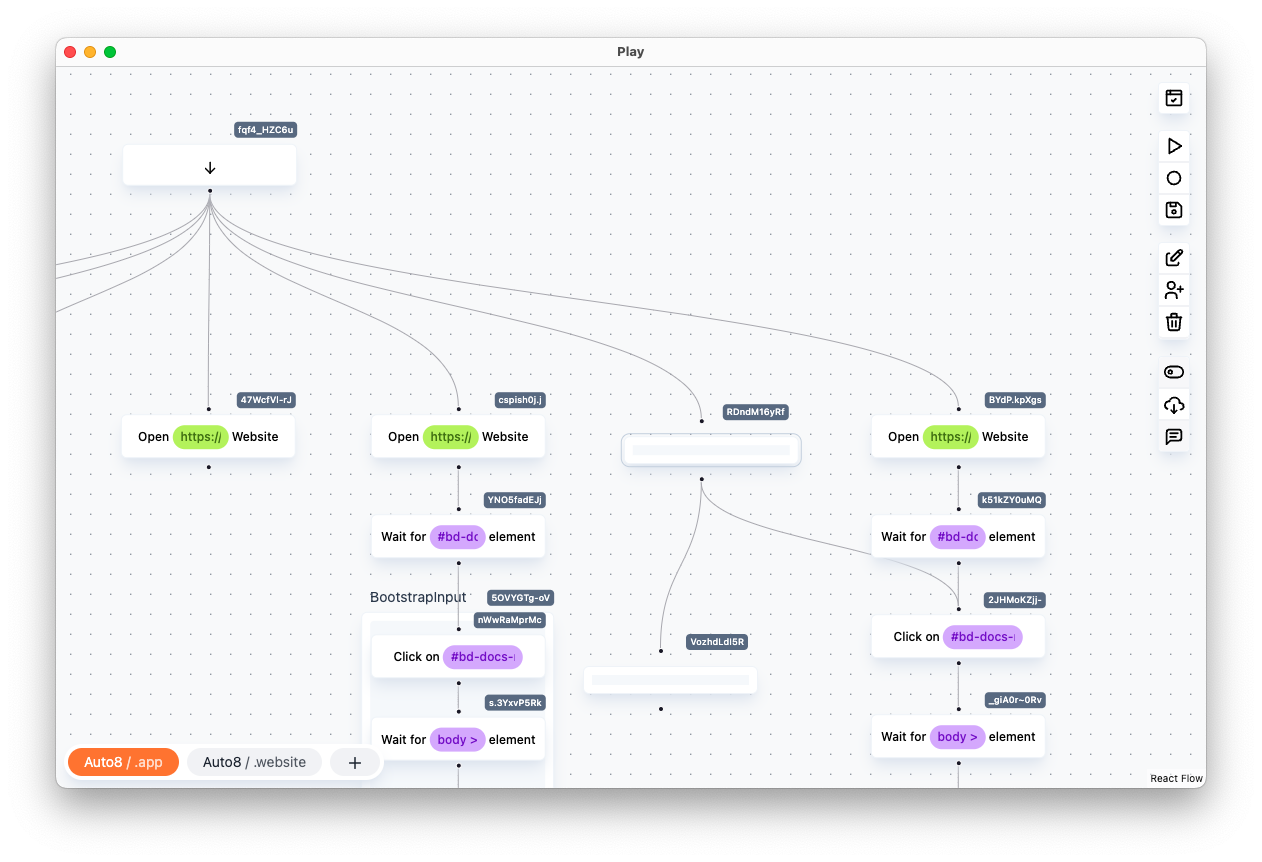 Play
fqf4_HZC6u
47WcfVl-rJ
Open https:// Website
cspish0j.j
Open https:// Website
RDndM16yRf
BYdP.kpXgs
Open https:// Website
YNO5fadEJj
Wait for #bd-dc element
k51kZY0uMQ
Wait for #bd-dc element
BootstrapInput
5OVYGTg-oV
nWwRaMprMc
Click on #bd-docs-
2JHMoKZjj-
Click on #bd-docs-
VozhdLdI5R
s.3YxvP5Rk
Wait for body > element
_giA0r~0Rv
Wait for body > element
Auto8 / .app
Auto8 / .website
+
React Flow